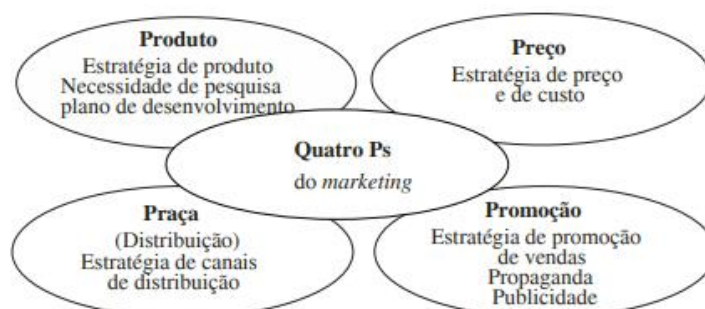 Produto
Estratégia de produto
Necessidade de pesquisa
plano de desenvolvimento
Preço
Estratégia de preço
e de custo
Quatro Ps
do marketing
Praça
(Distribuição)
Estratégia de canais
de distribuição
Promoção
Estratégia de promoção
de vendas
Propaganda
Publicidade